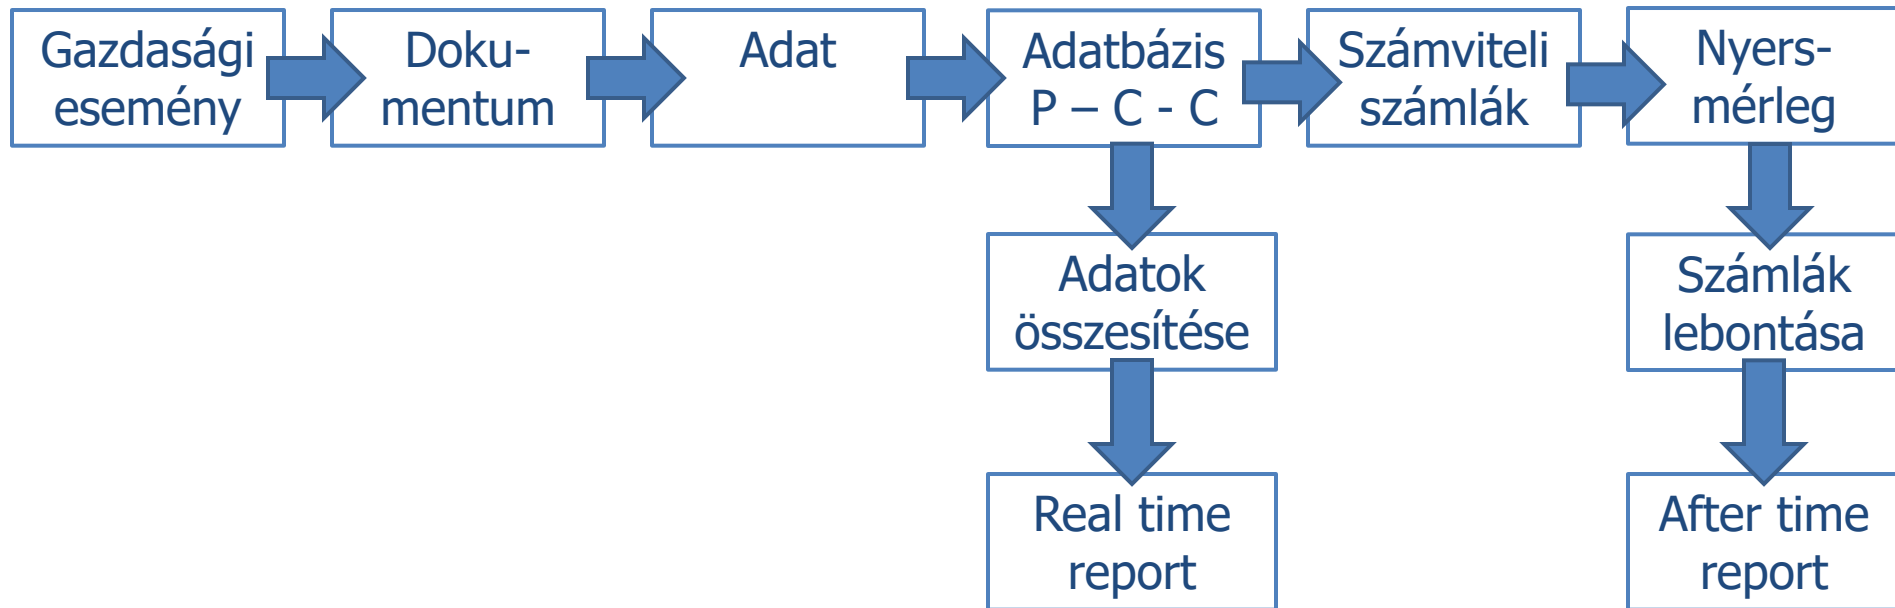 Gazdasági
esemény
Doku-
mentum
Adat
Adatbázis
P – C - C
Számviteli
számlák
Nyers-
mérleg
Adatok
összesítése
Számlák
lebontása
Real time
report
After time
report